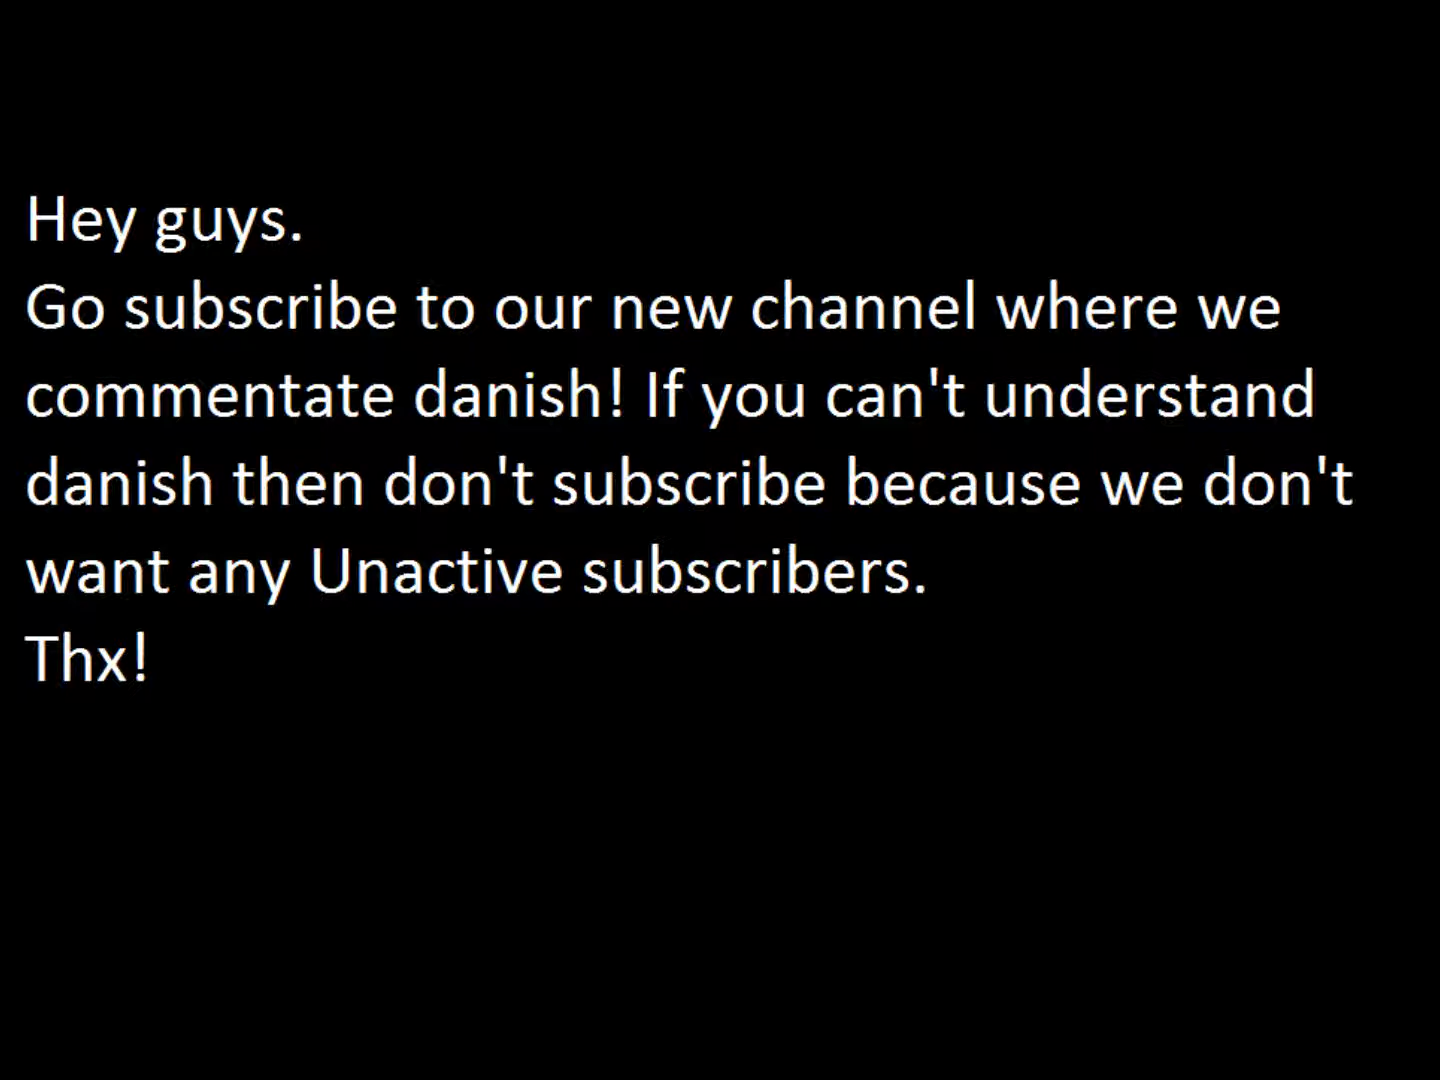 Hey guys.
Go subscribe to our new channel where we
commentate danish! If you can't understand
danish then don't subscribe because we don't
want any Unactive subscribers.
Thx!